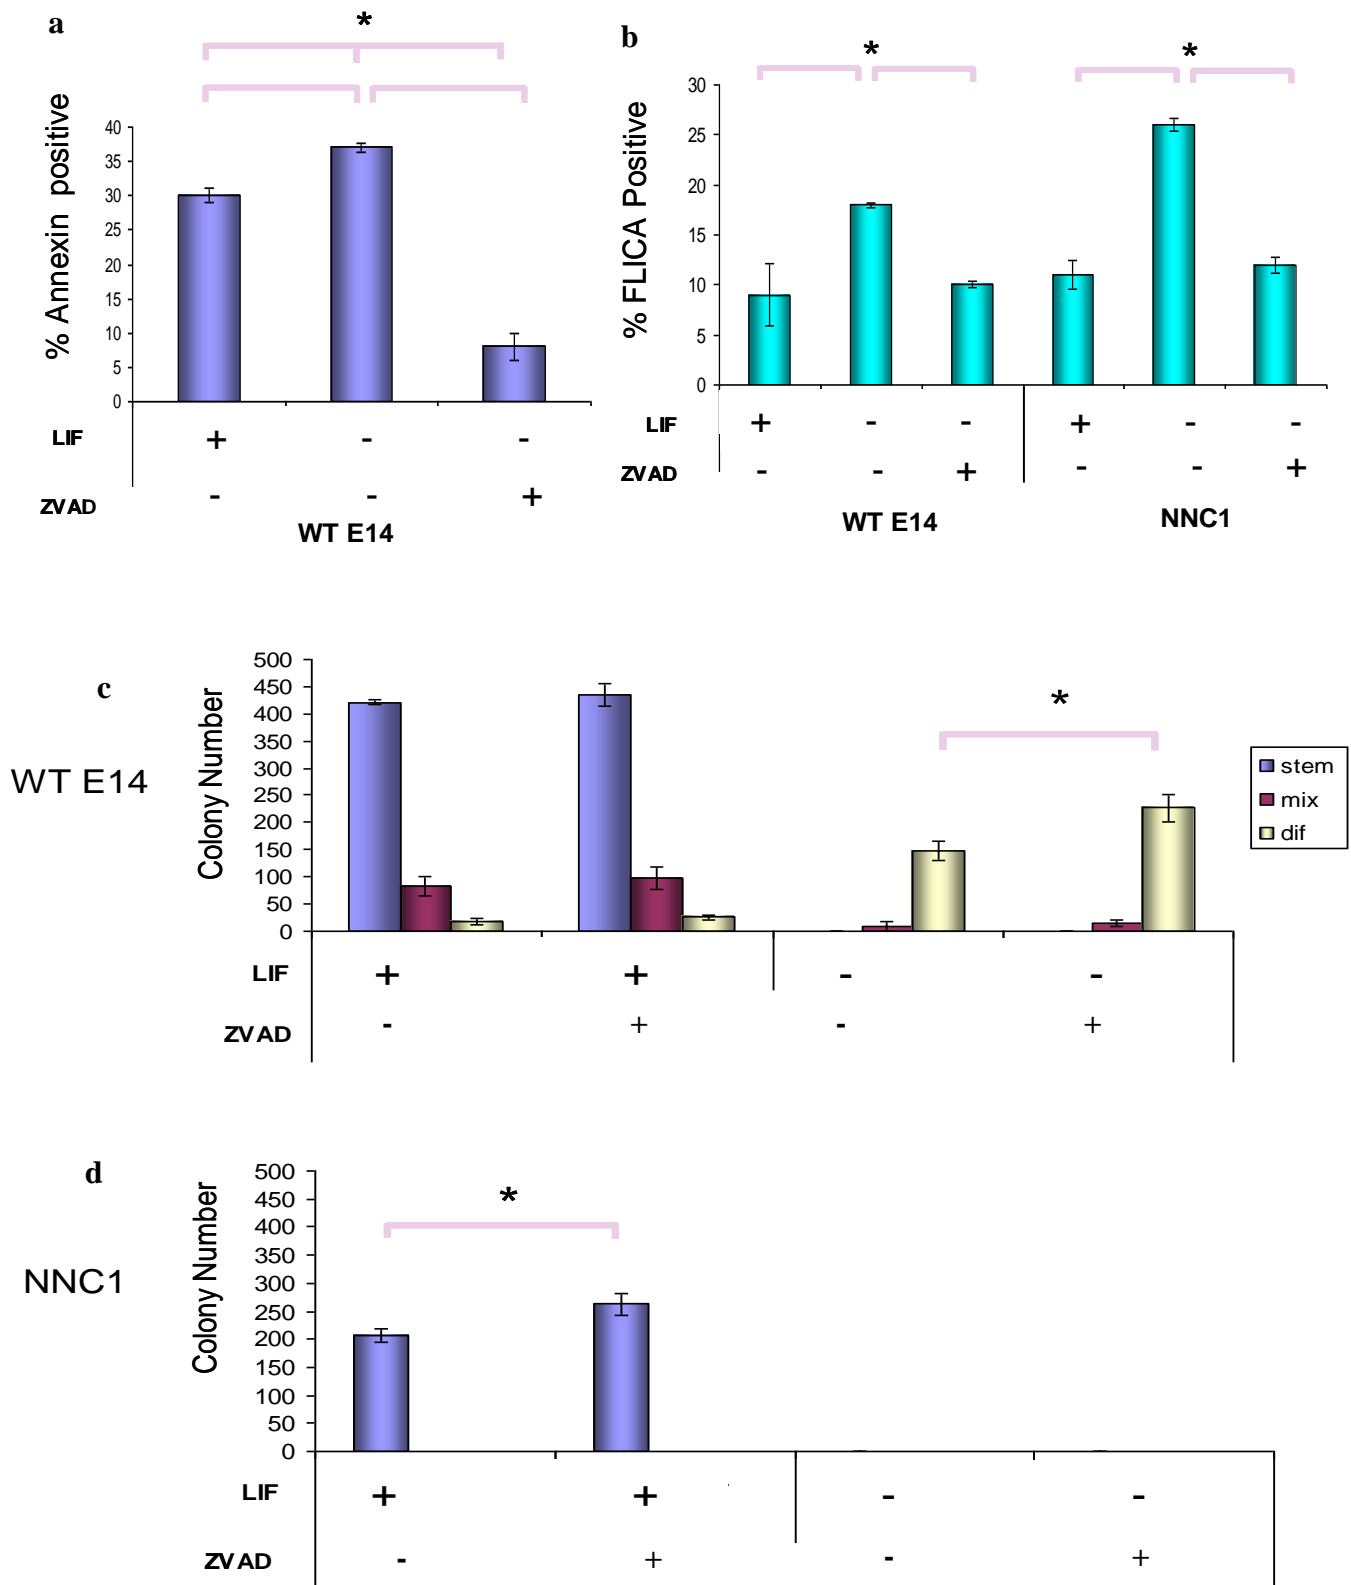 a
*
% Annexin positive
40
35
30
25
20
15
10
5
0
LIF + - -
ZVAD - - +
WT E14
b
* *
% FLICA Positive
30
25
20
15
10
5
0
LIF + - - + - -
ZVAD - - + - - +
WT E14 NNC1
c
WT E14
*
Colony Number
500
450
400
350
300
250
200
150
100
50
0
stem
mix
dif
LIF + + - -
ZVAD - + - +
d
NNC1
*
Colony Number
500
450
400
350
300
250
200
150
100
50
0
LIF + + - -
ZVAD - + - +